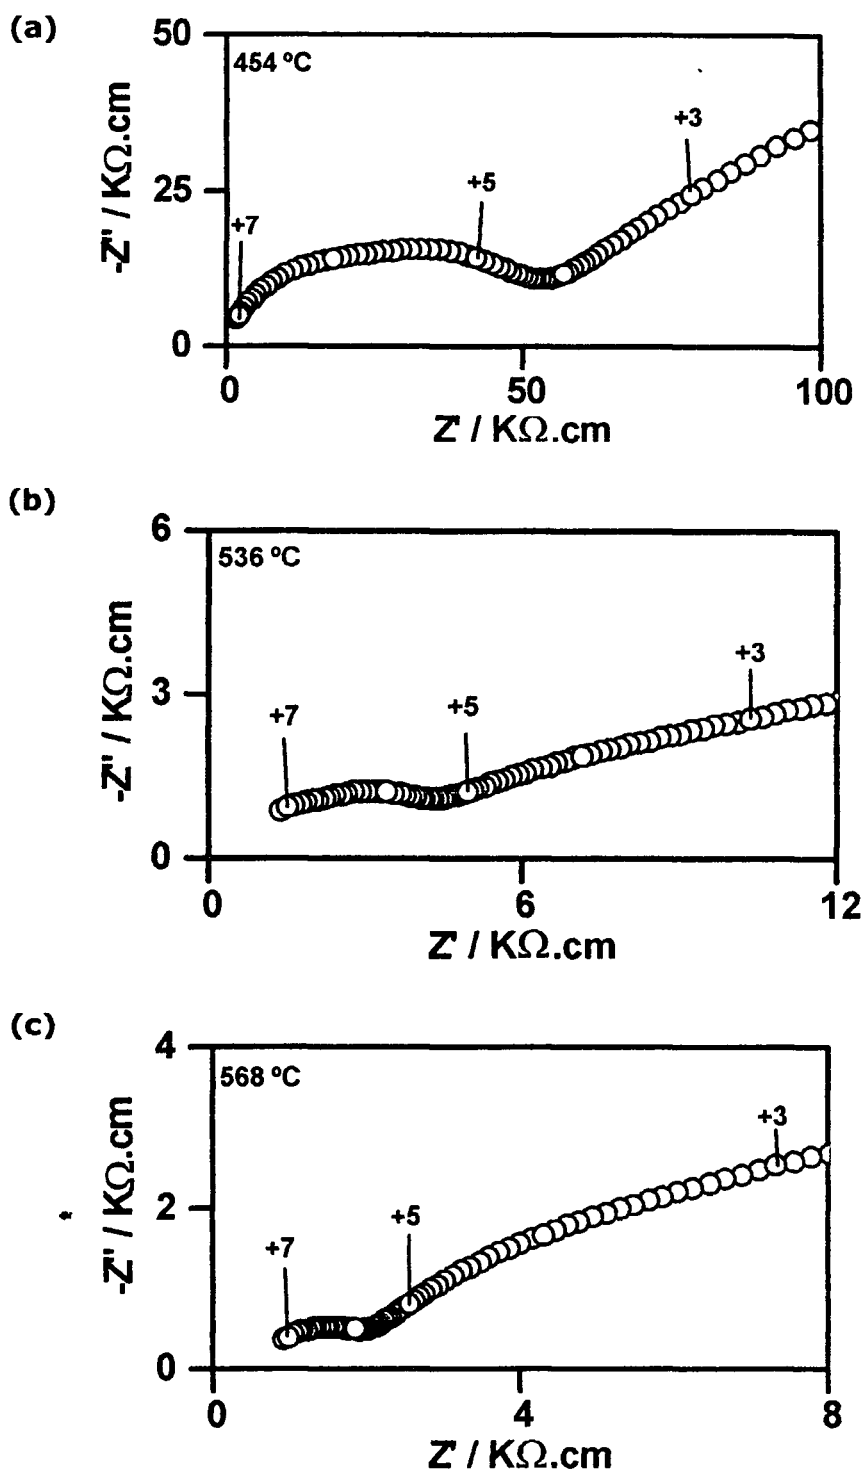 (a)
50
454 ºC
+3
-Z'' / KΩ.cm
25
+5
+7
0
0
50
100
Z' / KΩ.cm
(b)
6
536 ºC
+3
-Z'' / KΩ.cm
3
+7
+5
0
0
6
12
Z' / KΩ.cm
(c)
4
568 ºC
+3
-Z'' / KΩ.cm
2
+5
+7
0
0
4
8
Z' / KΩ.cm